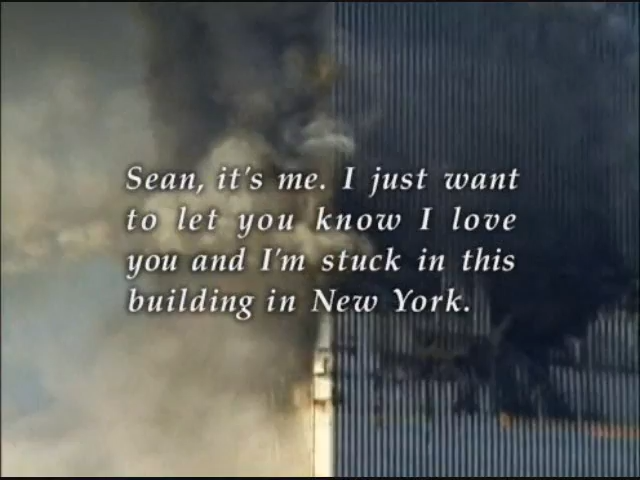 Sean, it's me. I just want
to let you know I love
you and I'm stuck in this
building in New York.